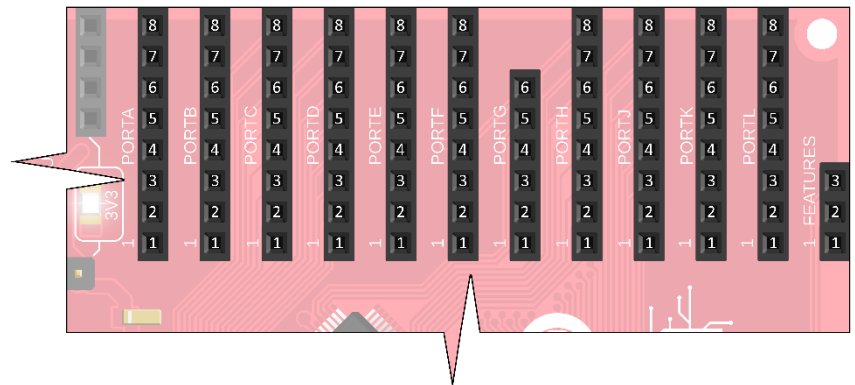 8 8 8 8 8 8 8 8 8 8
7 7 7 7 7 7 7 7 7 7
6 6 6 6 6 6 6 6 6 6 6
5 5 5 5 5 5 5 5 5 5 5
4 4 4 4 4 4 4 4 4 4 4
3 3 3 3 3 3 3 3 3 3 3 3
2 2 2 2 2 2 2 2 2 2 2 2
1 1 1 1 1 1 1 1 1 1 1 1 1 1 1 1 1 1 1 1 1 1 1 1
PORTA
PORTB
PORTC
PORTD
PORTE
PORTF
PORTG
PORTH
PORTJ
PORTK
PORTL
FEATURES
3V3